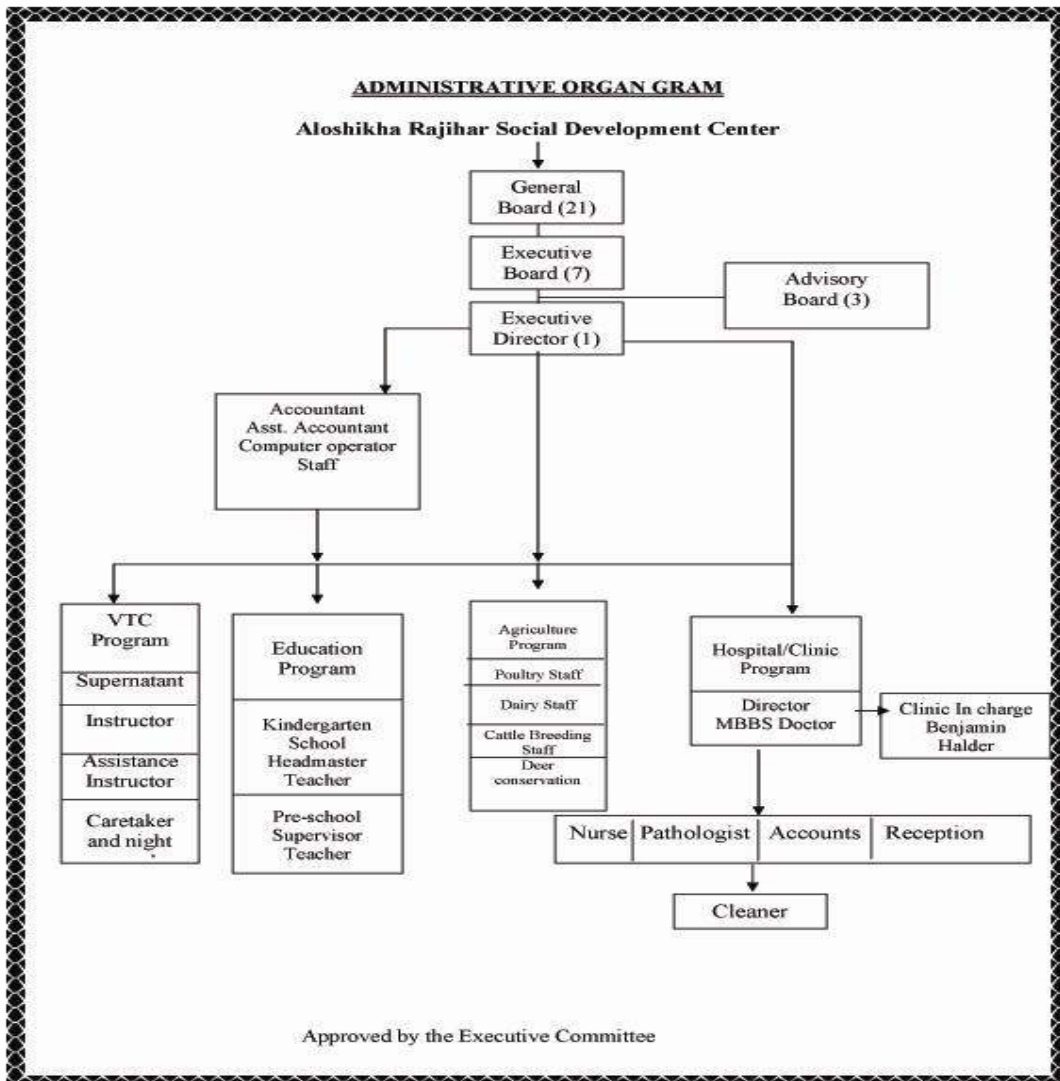 ADMINISTRATIVE ORGAN GRAM
Aloshikha Rajihar Social Development Center
General
Board (21)
Executive
Board (7)
Advisory
Board (3)
Executive
Director (1)
Accountant
Asst. Accountant
Computer operator
Staff
VTC
Program
Supernatant
Instructor
Assistance
Instructor
Caretaker
and night
Education
Program
Kindergarten
School
Headmaster
Teacher
Pre-school
Supervisor
Teacher
Agriculture
Program
Poultry Staff
Dairy Staff
Cattle Breeding
Staff
Deer
conservation
Hospital/Clinic
Program
Director
MBBS Doctor
Clinic In charge
Benjamin
Halder
Nurse Pathologist Accounts Reception
Cleaner
Approved by the Executive Committee